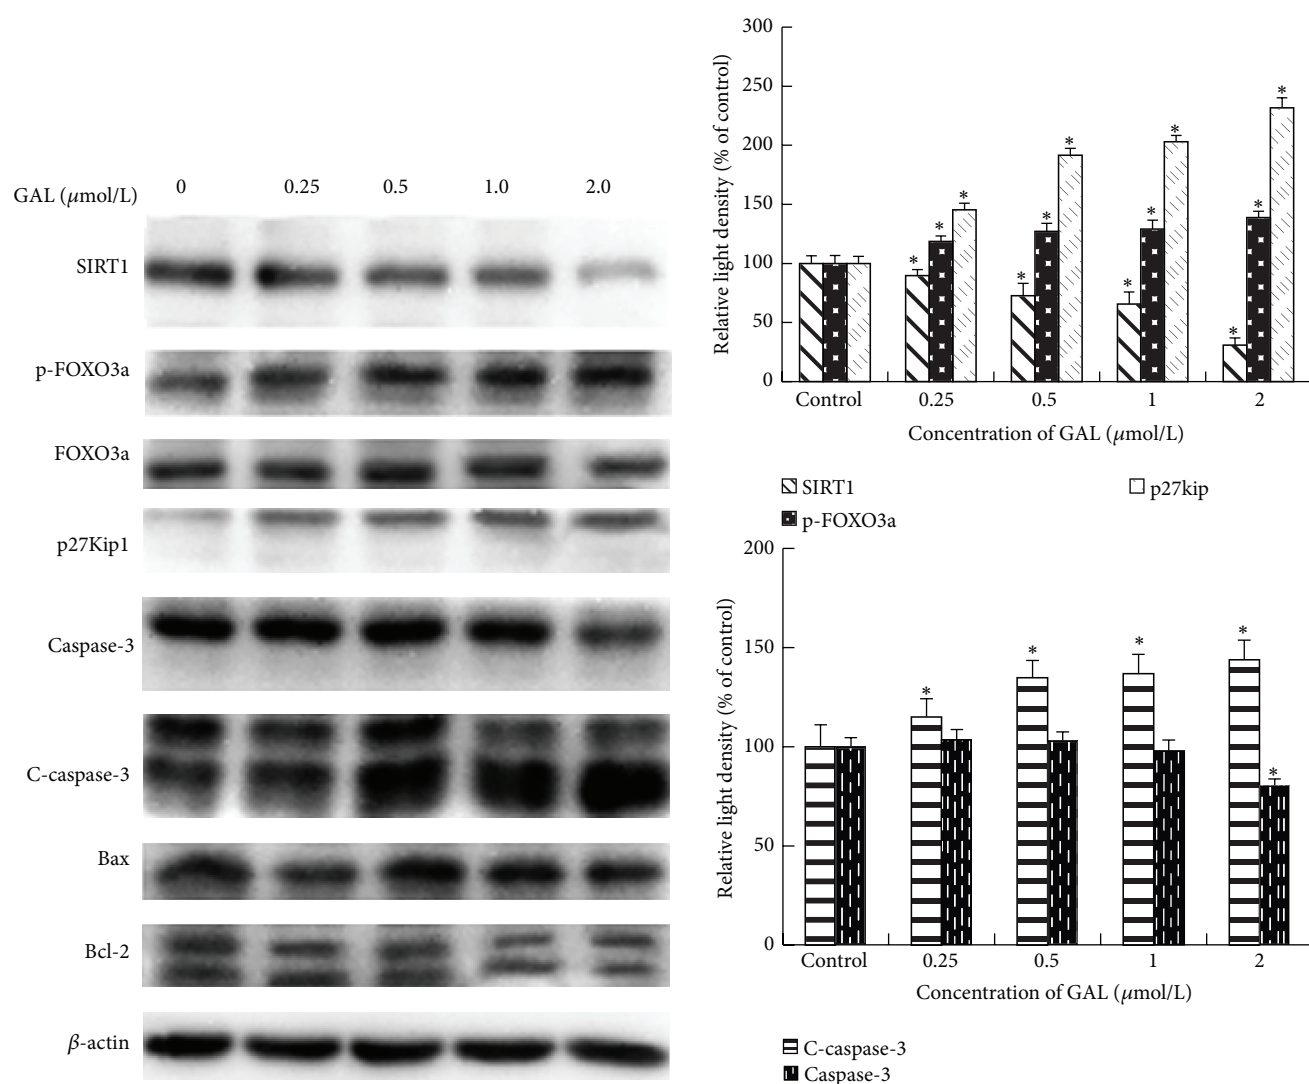 GAL (μmol/L) 0 0.25 0.5 1.0 2.0
SIRT1
p-FOXO3a
FOXO3a
p27Kip1
Caspase-3
C-caspase-3
Bax
Bcl-2
β-actin
Relative light density (% of control)
300
250
200
150
100
50
0
* * *
* * *
* * *
* * *
Control 0.25 0.5 1 2
Concentration of GAL (μmol/L)
SIRT1 p27kip
p-FOXO3a
Relative light density (% of control)
200
150
100
50
0
* * * * *
Control 0.25 0.5 1 2
Concentration of GAL (μmol/L)
C-caspase-3
Caspase-3